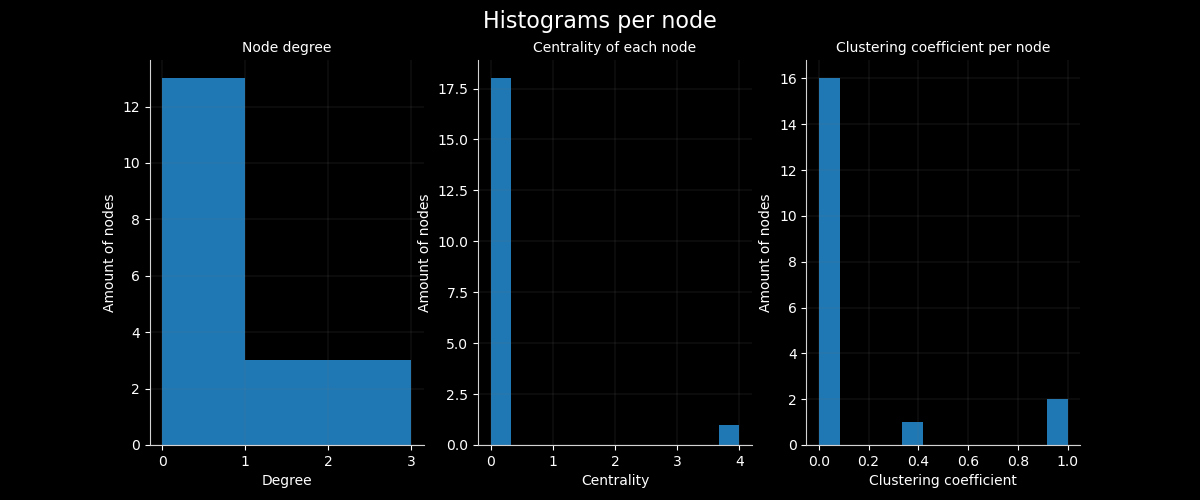 Histograms per node
Node degree
Amount of nodes
12
10
8
6
4
2
0
0 1 2 3
Degree
Centrality of each node
Amount of nodes
17.5
15.0
12.5
10.0
7.5
5.0
2.5
0.0
0 1 2 3 4
Centrality
Clustering coefficient per node
Amount of nodes
16
14
12
10
8
6
4
2
0
0.0 0.2 0.4 0.6 0.8 1.0
Clustering coefficient